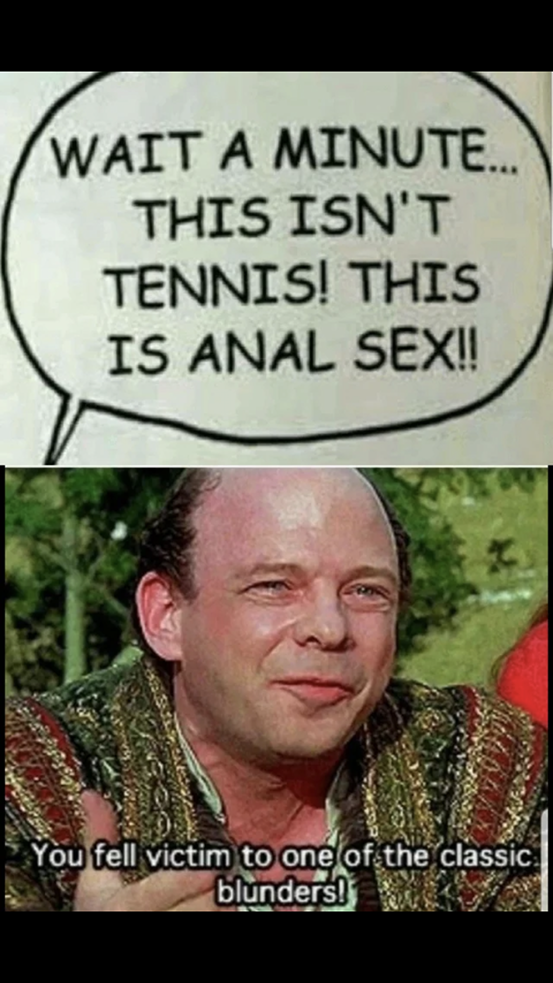 WAIT A MINUTE...
THIS ISN'T
TENNIS! THIS
IS ANAL SEX!!
You fell victim to one of the classic
blunders!